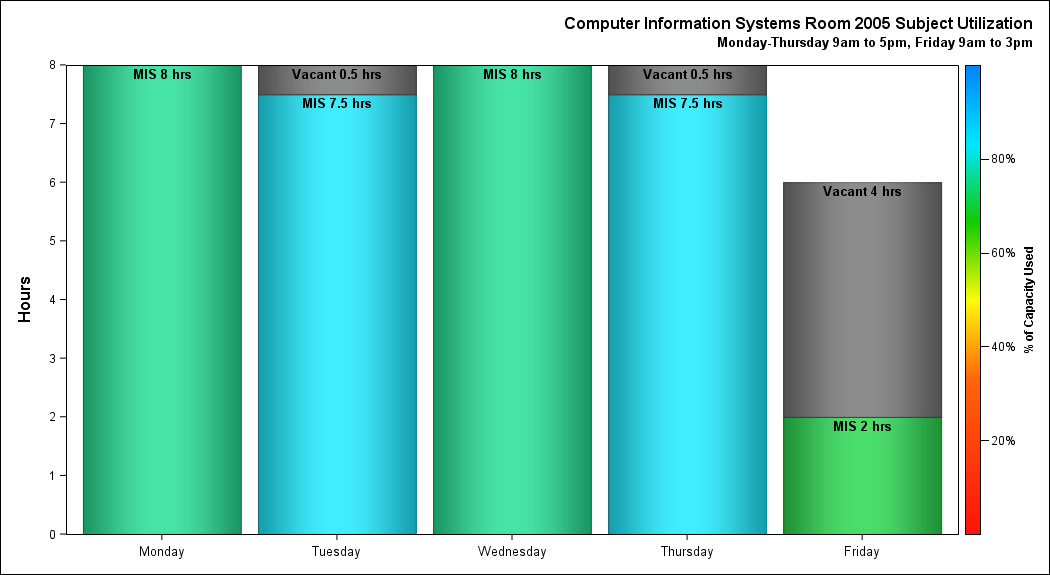 Computer Information Systems Room 2005 Subject Utilization
Monday-Thursday 9am to 5pm, Friday 9am to 3pm
Hours
8
7
6
5
4
3
2
1
0
MIS 8 hrs
Vacant 0.5 hrs
MIS 7.5 hrs
MIS 8 hrs
Vacant 0.5 hrs
MIS 7.5 hrs
Vacant 4 hrs
MIS 2 hrs
Monday
Tuesday
Wednesday
Thursday
Friday
80%
60%
40%
20%
% of Capacity Used